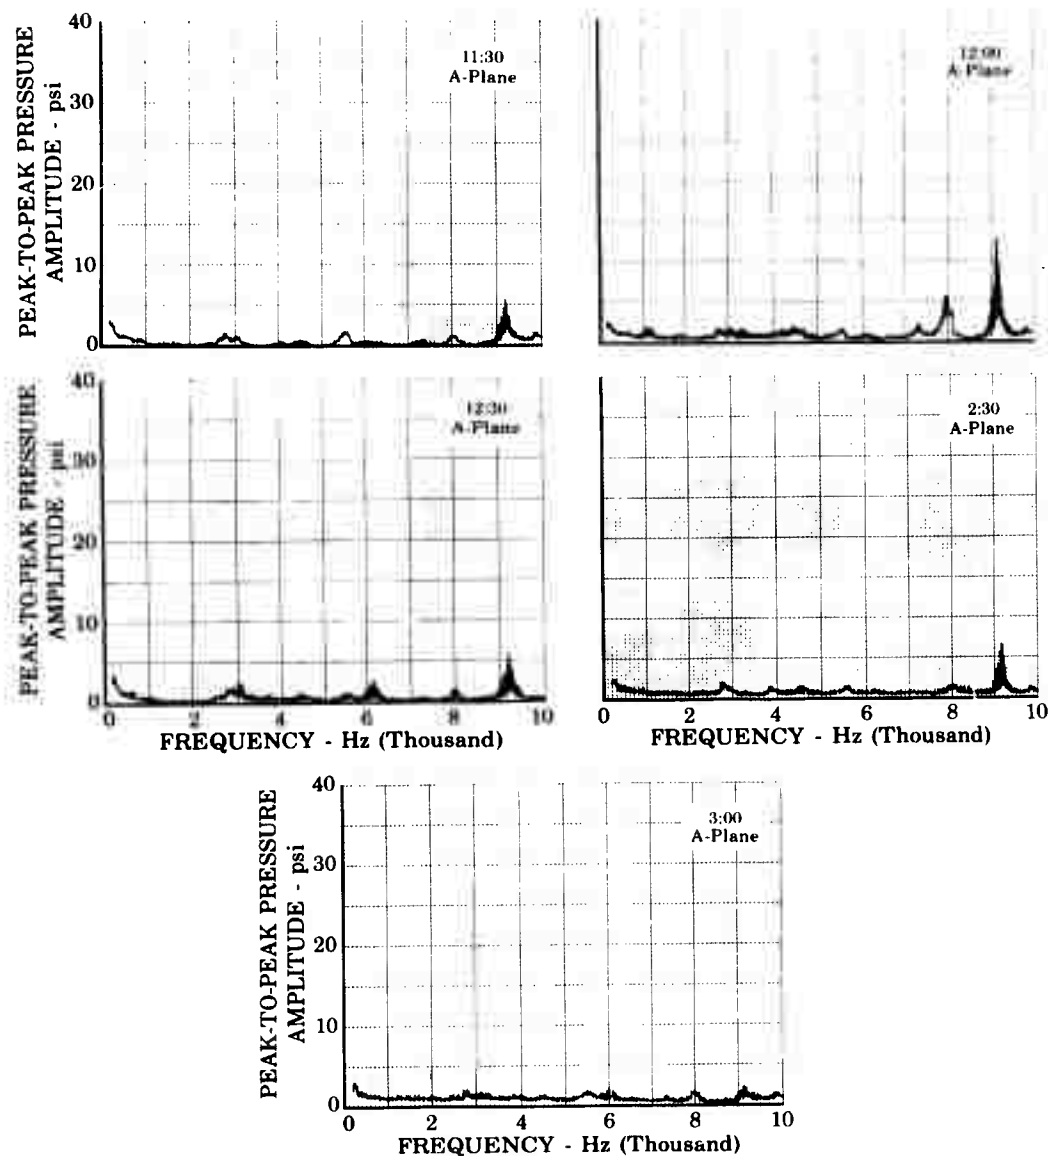 PEAK-TO-PEAK PRESSURE
AMPLITUDE - psi
40
30
20
10
0
11:30
A-Plane
12:00
A-Plane
PEAK-TO-PEAK PRESSURE
AMPLITUDE - psi
40
30
20
10
0
12:30
A-Plane
0 2 4 6 8 10
FREQUENCY - Hz (Thousand)
2:30
A-Plane
0 2 4 6 8 10
FREQUENCY - Hz (Thousand)
PEAK-TO-PEAK PRESSURE
AMPLITUDE - psi
40
30
20
10
0
3:00
A-Plane
0 2 4 6 8 10
FREQUENCY - Hz (Thousand)